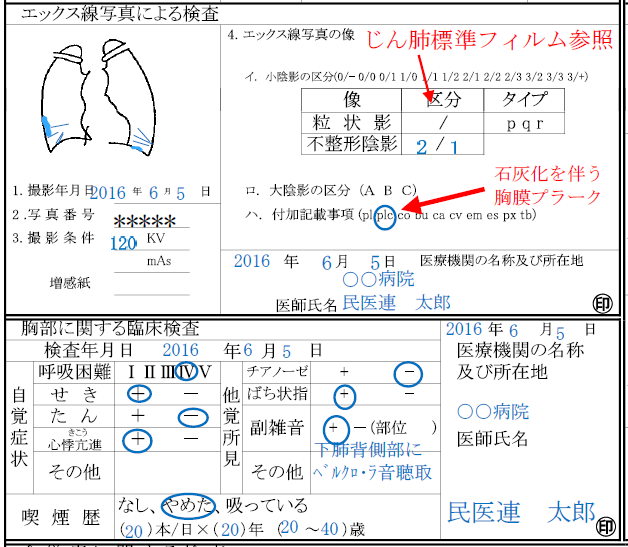 エックス線写真による検査
4. エックス線写真の像
じん肺標準フィルム参照
イ. 小陰影の区分(0/− 0/0 0/1 1/0 1/1 1/2 2/1 2/2 2/3 3/2 3/3 3/+)
像 区分 タイプ
粒状影 / p q r
不整形陰影 2 / 1
石灰化を伴う
胸膜プラーク
ロ. 大陰影の区分 (A B C)
ハ. 付加記載事項 (pl plc co bu ca cv em es px tb)
1. 撮影年月日 2016 年 6 月 5 日
2. 写真番号 *****
3. 撮影条件 120 KV
mAs
増感紙
2016 年 6月 5日 医療機関の名称及び所在地
〇〇病院
医師氏名 民医連 太郎 印
胸部に関する臨床検査
検査年月日 2016 年 6 月 5 日
自覚症状
呼吸困難 Ⅰ Ⅱ Ⅲ Ⅳ Ⅴ
せき + −
たん + −
きこう
心悸亢進 + −
その他
他覚所見
チアノーゼ + −
ばち状指 + −
副雑音 + −(部位 )
下肺背側部に
その他 ベルクロ・ラ音聴取
喫煙歴 なし、やめた、吸っている
(20)本/日×(20)年 (20 〜40)歳
2016 年 6 月 5 日
医療機関の名称
及び所在地
〇〇病院
医師氏名
民医連 太郎 印